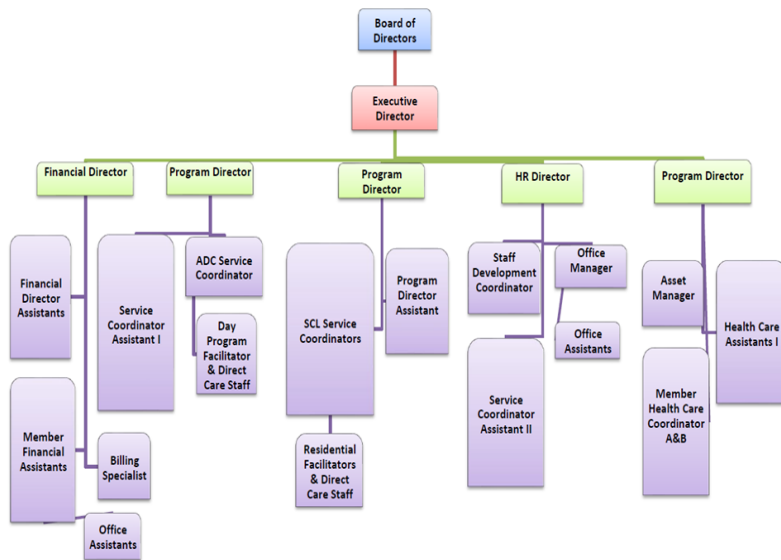 Board of
Directors
Executive
Director
Financial Director
Program Director
Program
Director
HR Director
Program Director
Financial
Director
Assistants
Service
Coordinator
Assistant I
ADC Service
Coordinator
Day
Program
Facilitator
& Direct
Care Staff
SCL Service
Coordinators
Program
Director
Assistant
Staff
Development
Coordinator
Office
Manager
Office
Assistants
Asset
Manager
Health Care
Assistants I
Member
Financial
Assistants
Billing
Specialist
Office
Assistants
Residential
Facilitators
& Direct
Care Staff
Service
Coordinator
Assistant II
Member
Health Care
Coordinator
A&B